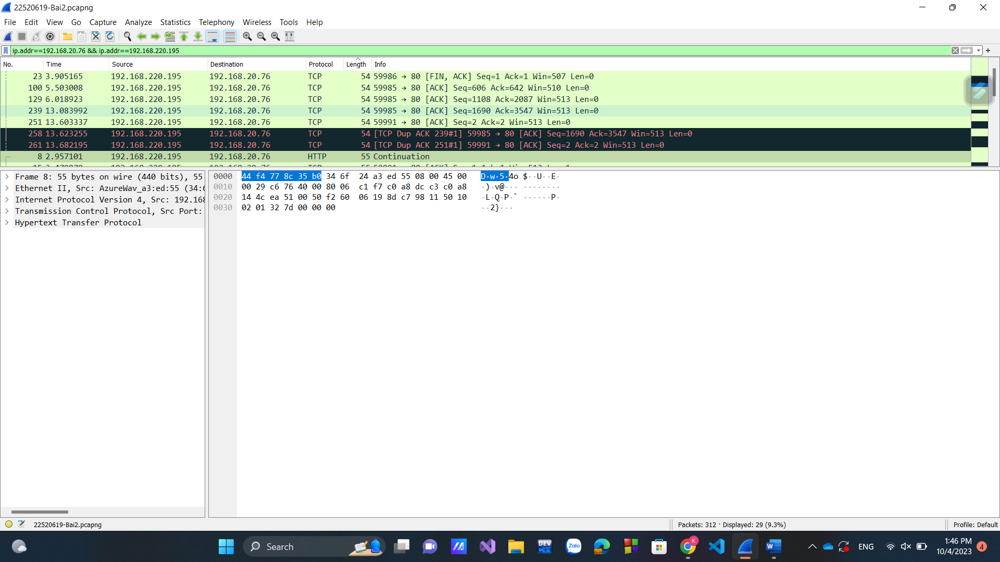 22520619-Bai2.pcapng
File Edit View Go Capture Analyze Statistics Telephony Wireless Tools Help
ip.addr==192.168.20.76 && ip.addr==192.168.220.195
No. Time Source Destination Protocol Length Info
23 3.905165 192.168.220.195 192.168.20.76 TCP 54 59986 → 80 [FIN, ACK] Seq=1 Ack=1 Win=507 Len=0
100 5.503008 192.168.220.195 192.168.20.76 TCP 54 59985 → 80 [ACK] Seq=606 Ack=642 Win=510 Len=0
129 6.018923 192.168.220.195 192.168.20.76 TCP 54 59985 → 80 [ACK] Seq=1108 Ack=2087 Win=513 Len=0
239 13.083992 192.168.220.195 192.168.20.76 TCP 54 59985 → 80 [ACK] Seq=1690 Ack=3547 Win=513 Len=0
251 13.603337 192.168.220.195 192.168.20.76 TCP 54 59991 → 80 [ACK] Seq=2 Ack=2 Win=513 Len=0
258 13.623255 192.168.220.195 192.168.20.76 TCP 54 [TCP Dup ACK 239#1] 59985 → 80 [ACK] Seq=1690 Ack=3547 Win=513 Len=0
261 13.682195 192.168.220.195 192.168.20.76 TCP 54 [TCP Dup ACK 251#1] 59991 → 80 [ACK] Seq=2 Ack=2 Win=513 Len=0
8 2.957101 192.168.220.195 192.168.20.76 HTTP 55 Continuation
Frame 8: 55 bytes on wire (440 bits), 55
Ethernet II, Src: AzureWav_a3:ed:55 (34:6
Internet Protocol Version 4, Src: 192.168
Transmission Control Protocol, Src Port:
Hypertext Transfer Protocol
0000 44 f4 77 8c 35 b0 34 6f 24 a3 ed 55 08 00 45 00 D·w·5·4o $··U··E·
0010 00 29 c6 76 40 00 80 06 c1 f7 c0 a8 dc c3 c0 a8 ·)·v@··· ········
0020 14 4c ea 51 00 50 f2 60 06 19 8d c7 98 11 50 10 ·L·Q·P·` ······P·
0030 02 01 32 7d 00 00 00 ··2}···
22520619-Bai2.pcapng
Packets: 312 · Displayed: 29 (9.3%)
Profile: Default
Search
DEV C++
Zalo
K
W
ENG
1:46 PM
10/4/2023
4